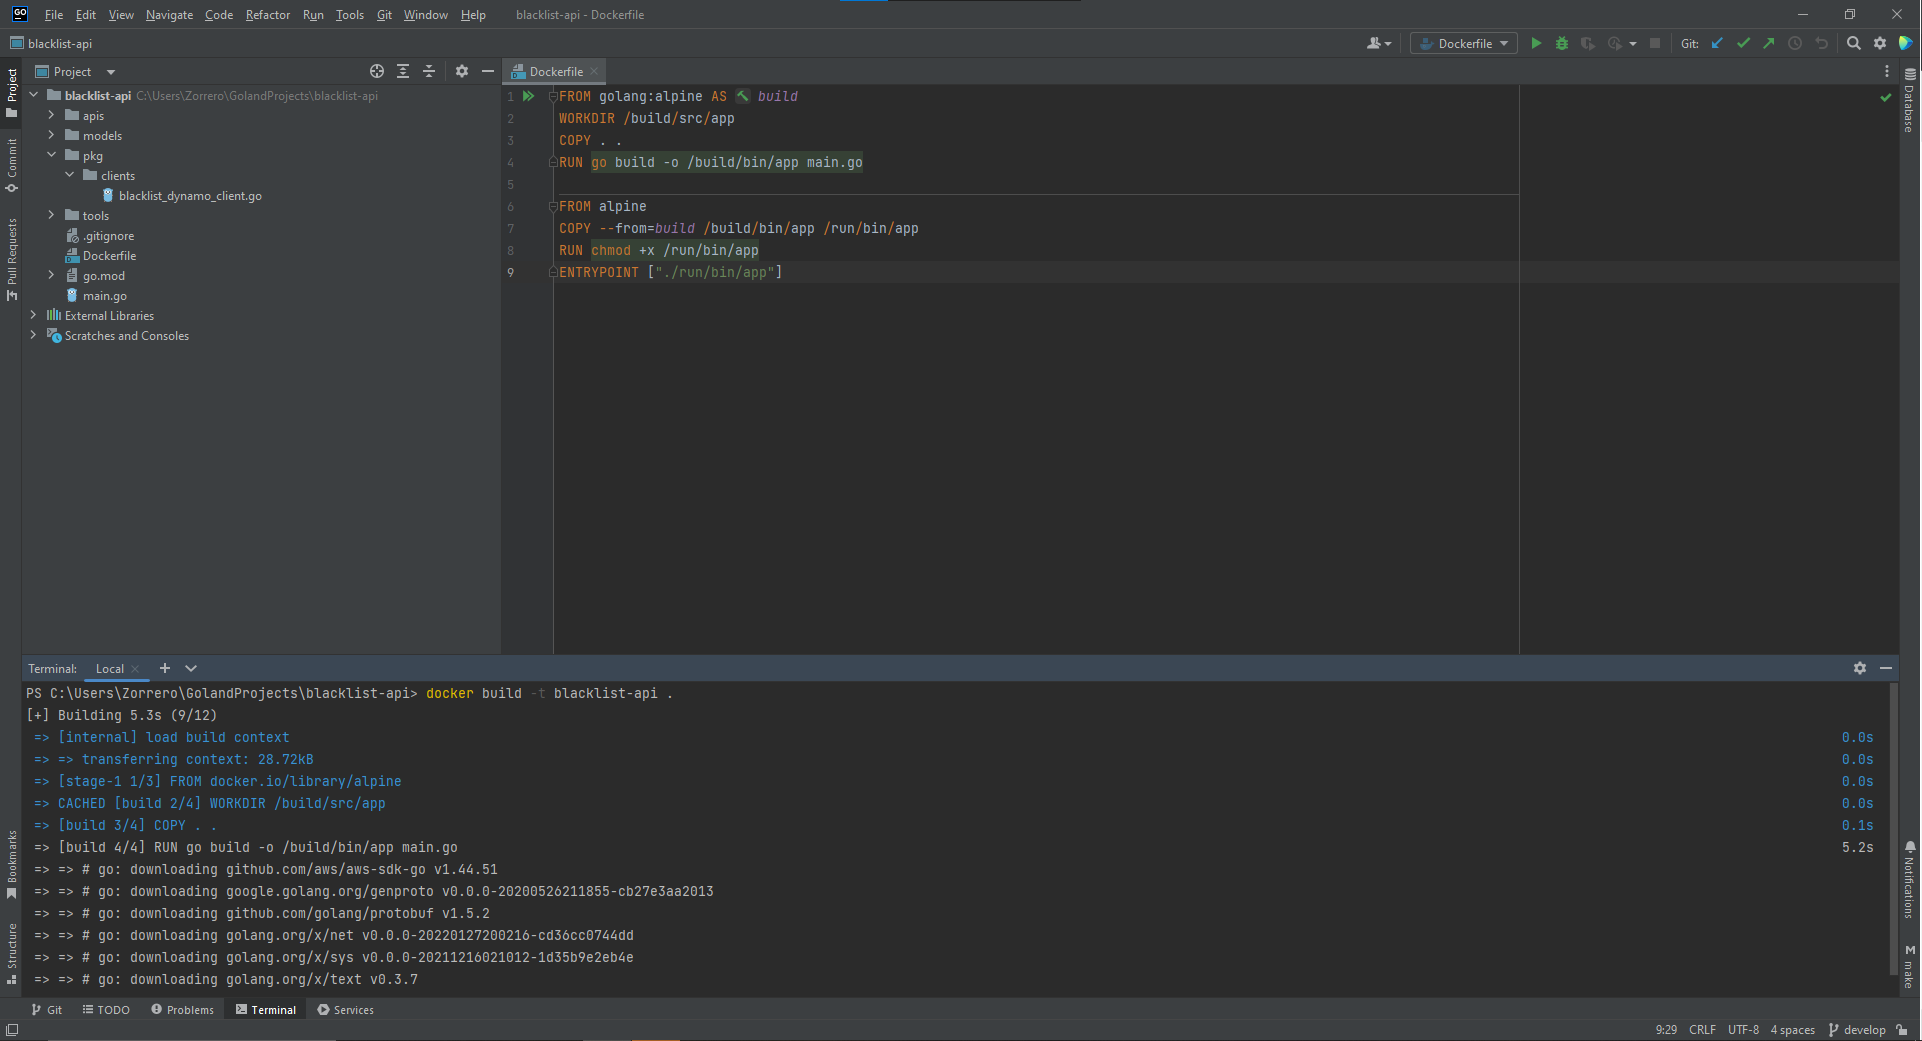 GO File Edit View Navigate Code Refactor Run Tools Git Window Help blacklist-api - Dockerfile
blacklist-api Dockerfile Git:
Project
Commit
Pull Requests
Bookmarks
Structure
Project
blacklist-api C:\Users\Zorrero\GolandProjects\blacklist-api
apis
models
pkg
clients
blacklist_dynamo_client.go
tools
.gitignore
Dockerfile
go.mod
main.go
External Libraries
Scratches and Consoles
Dockerfile
1 FROM golang:alpine AS build
2 WORKDIR /build/src/app
3 COPY . .
4 RUN go build -o /build/bin/app main.go
5
6 FROM alpine
7 COPY --from=build /build/bin/app /run/bin/app
8 RUN chmod +x /run/bin/app
9 ENTRYPOINT ["./run/bin/app"]
Database
Notifications
M make
Terminal: Local
PS C:\Users\Zorrero\GolandProjects\blacklist-api> docker build -t blacklist-api .
[+] Building 5.3s (9/12)
=> [internal] load build context 0.0s
=> => transferring context: 28.72kB 0.0s
=> [stage-1 1/3] FROM docker.io/library/alpine 0.0s
=> CACHED [build 2/4] WORKDIR /build/src/app 0.0s
=> [build 3/4] COPY . . 0.1s
=> [build 4/4] RUN go build -o /build/bin/app main.go 5.2s
=> => # go: downloading github.com/aws/aws-sdk-go v1.44.51
=> => # go: downloading google.golang.org/genproto v0.0.0-20200526211855-cb27e3aa2013
=> => # go: downloading github.com/golang/protobuf v1.5.2
=> => # go: downloading golang.org/x/net v0.0.0-20220127200216-cd36cc0744dd
=> => # go: downloading golang.org/x/sys v0.0.0-20211216021012-1d35b9e2eb4e
=> => # go: downloading golang.org/x/text v0.3.7
Git TODO Problems Terminal Services
9:29 CRLF UTF-8 4 spaces develop